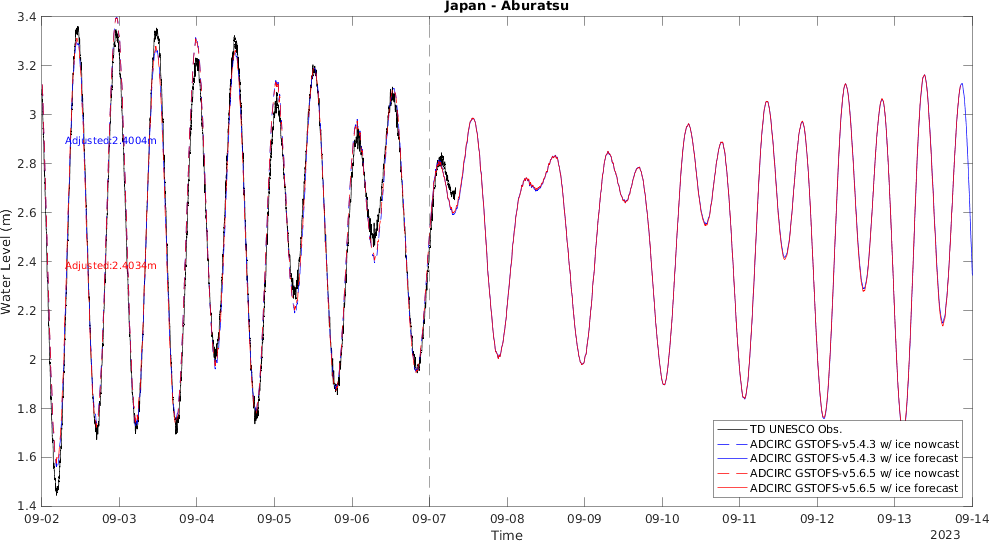 Japan - Aburatsu
3.4
3.2
3
2.8
2.6
2.4
2.2
2
1.8
1.6
1.4
Water Level (m)
Adjusted:2.4004m
Adjusted:2.4034m
TD UNESCO Obs.
ADCIRC GSTOFS-v5.4.3 w/ ice nowcast
ADCIRC GSTOFS-v5.4.3 w/ ice forecast
ADCIRC GSTOFS-v5.6.5 w/ ice nowcast
ADCIRC GSTOFS-v5.6.5 w/ ice forecast
09-02 09-03 09-04 09-05 09-06 09-07 09-08 09-09 09-10 09-11 09-12 09-13 09-14
Time
2023